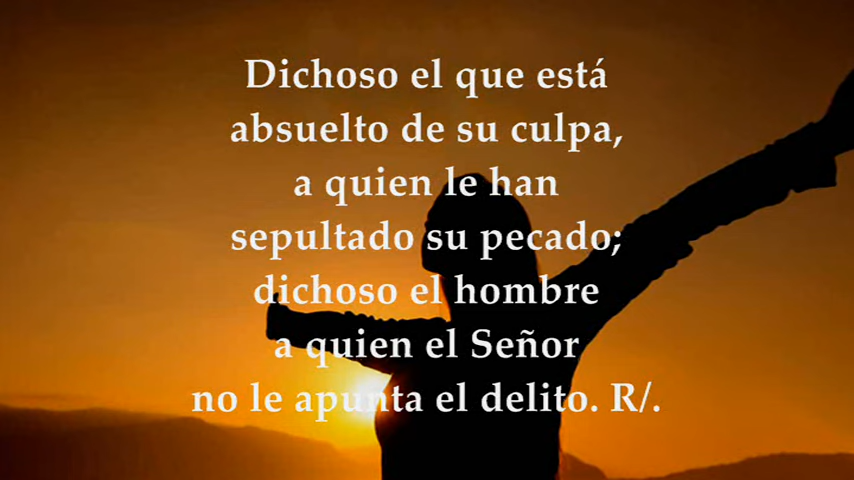 Dichoso el que está
absuelto de su culpa,
a quien le han
sepultado su pecado;
dichoso el hombre
a quien el Señor
no le apunta el delito. R/.